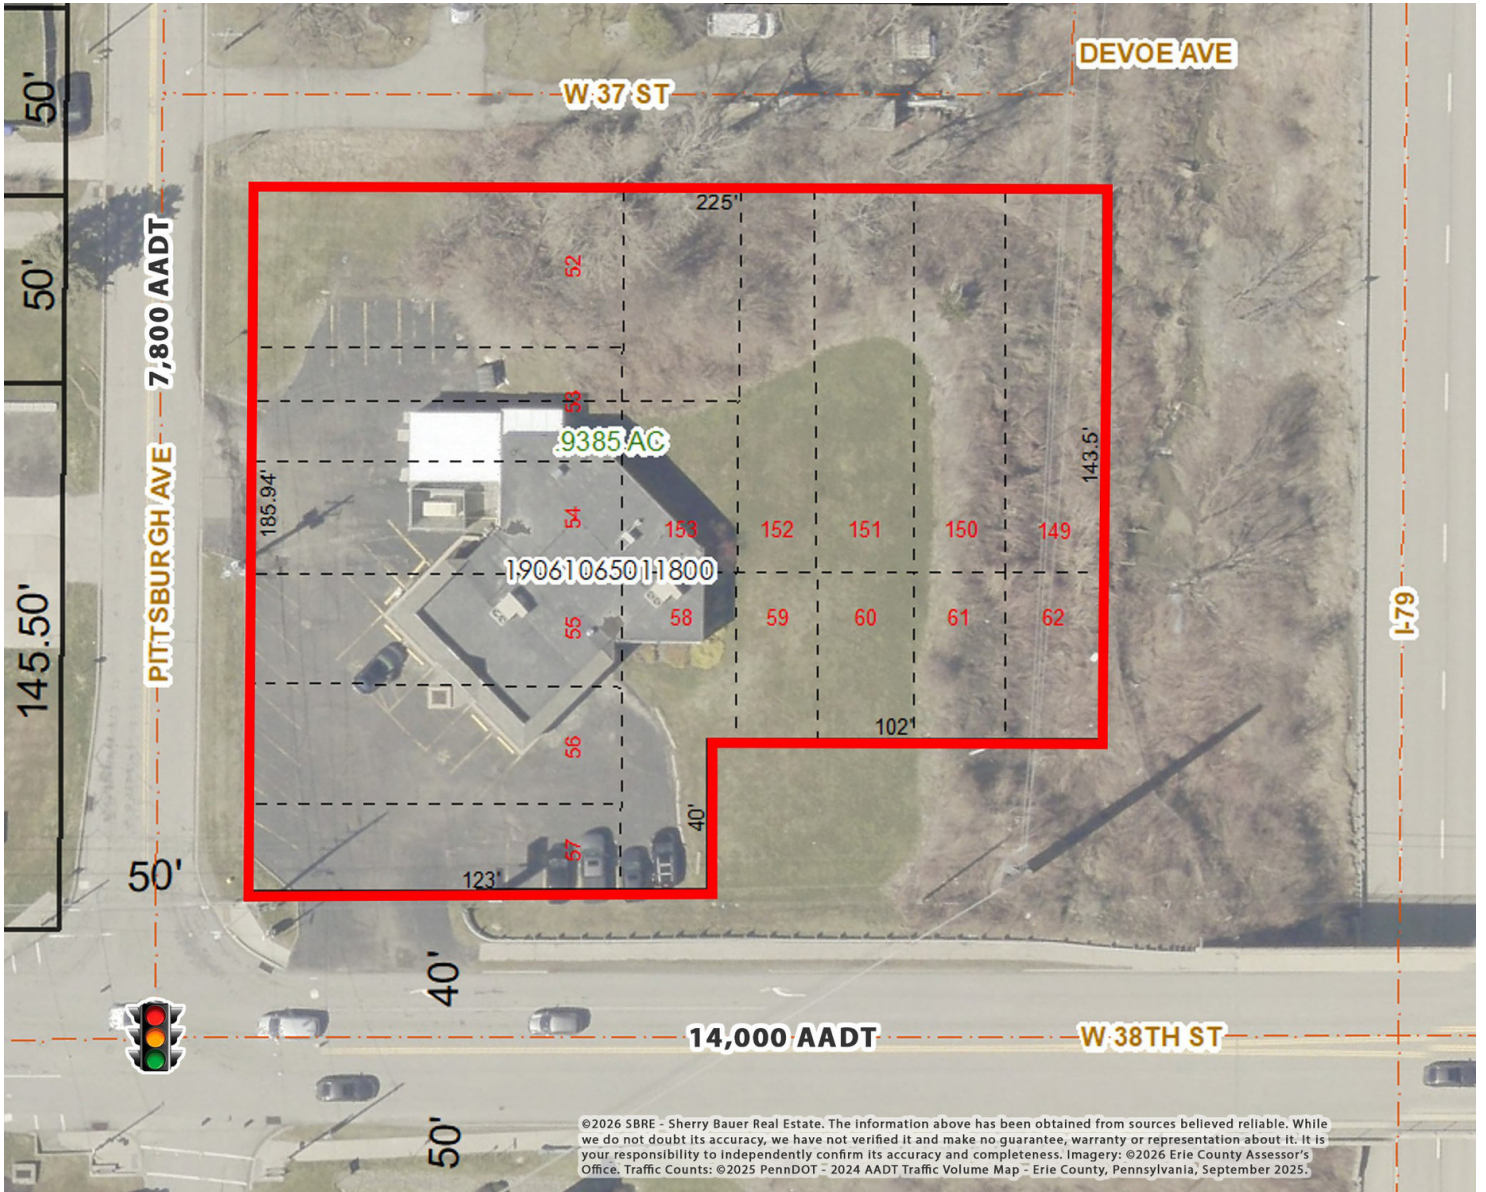 DEVOE AVE
W 37 ST
50'
225'
52
50'
7,800 AADT
53
.9385 AC
143.5'
185.94'
54
153
152
151
150
149
19061065011800
PITTSBURGH AVE
55
58
59
60
61
62
I-79
145.50'
102'
56
40'
57
123'
50'
40'
14,000 AADT
W 38TH ST
50'
©2026 SBRE - Sherry Bauer Real Estate. The information above has been obtained from sources believed reliable. While
we do not doubt its accuracy, we have not verified it and make no guarantee, warranty or representation about it. It is
your responsibility to independently confirm its accuracy and completeness. Imagery: ©2026 Erie County Assessor's
Office. Traffic Counts: ©2025 PennDOT - 2024 AADT Traffic Volume Map - Erie County, Pennsylvania, September 2025.